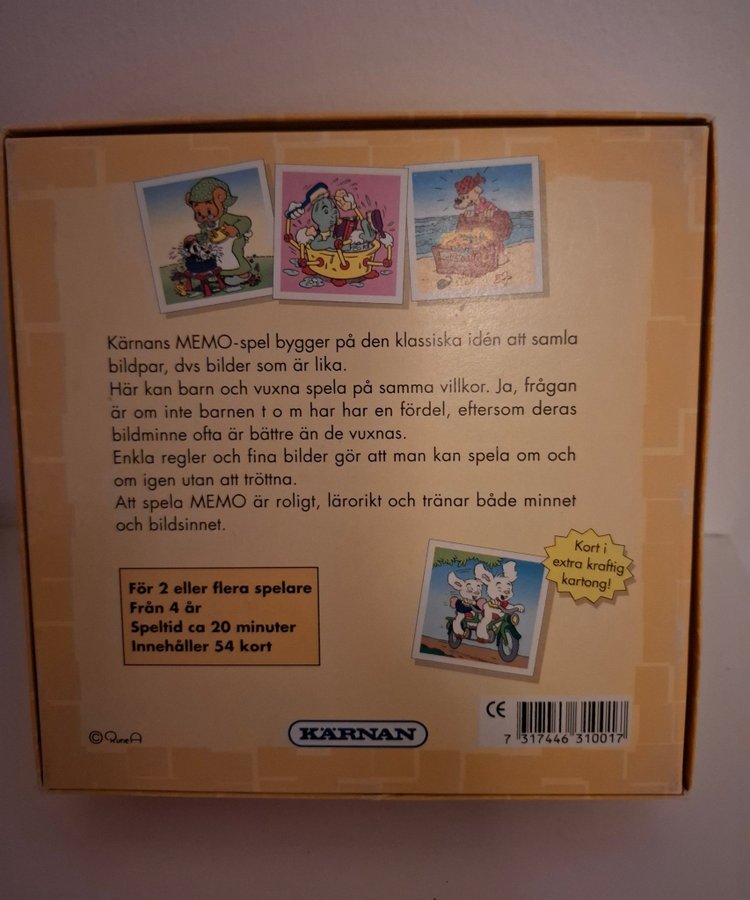 Kärnans MEMO-spel bygger på den klassiska idén att samla
bildpar, dvs bilder som är lika.
Här kan barn och vuxna spela på samma villkor. Ja, frågan
är om inte barnen t o m har har en fördel, eftersom deras
bildminne ofta är bättre än de vuxnas.
Enkla regler och fina bilder gör att man kan spela om och
om igen utan att tröttna.
Att spela MEMO är roligt, lärorikt och tränar både minnet
och bildsinnet.
Kort i
extra kraftig
kartong!
För 2 eller flera spelare
Från 4 år
Speltid ca 20 minuter
Innehåller 54 kort
© Rune A
KÄRNAN
CE
7 317446 310017